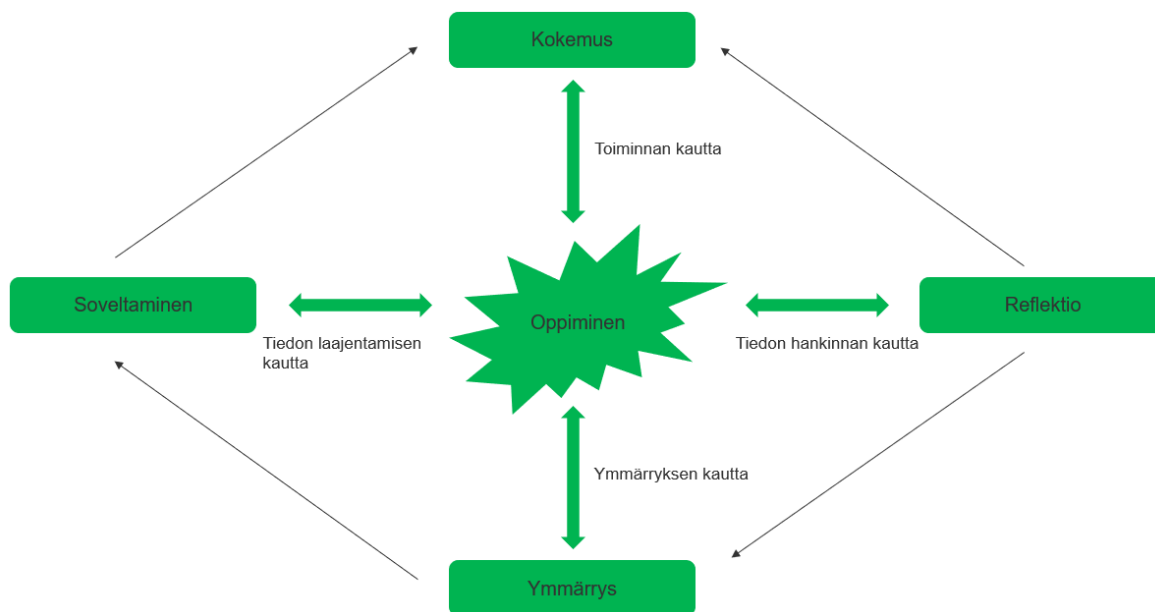 Kokemus
Toiminnan kautta
Soveltaminen
Oppiminen
Reflektio
Tiedon laajentamisen
kautta
Tiedon hankinnan kautta
Ymmärryksen kautta
Ymmärrys